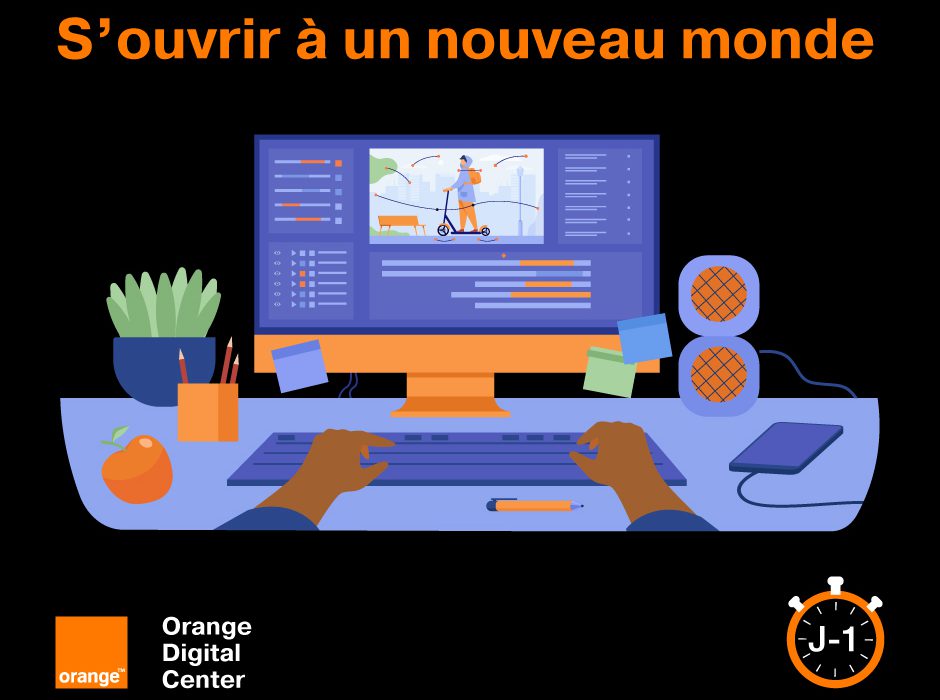 S’ouvrir à un nouveau monde
orange™
Orange
Digital
Center
J-1